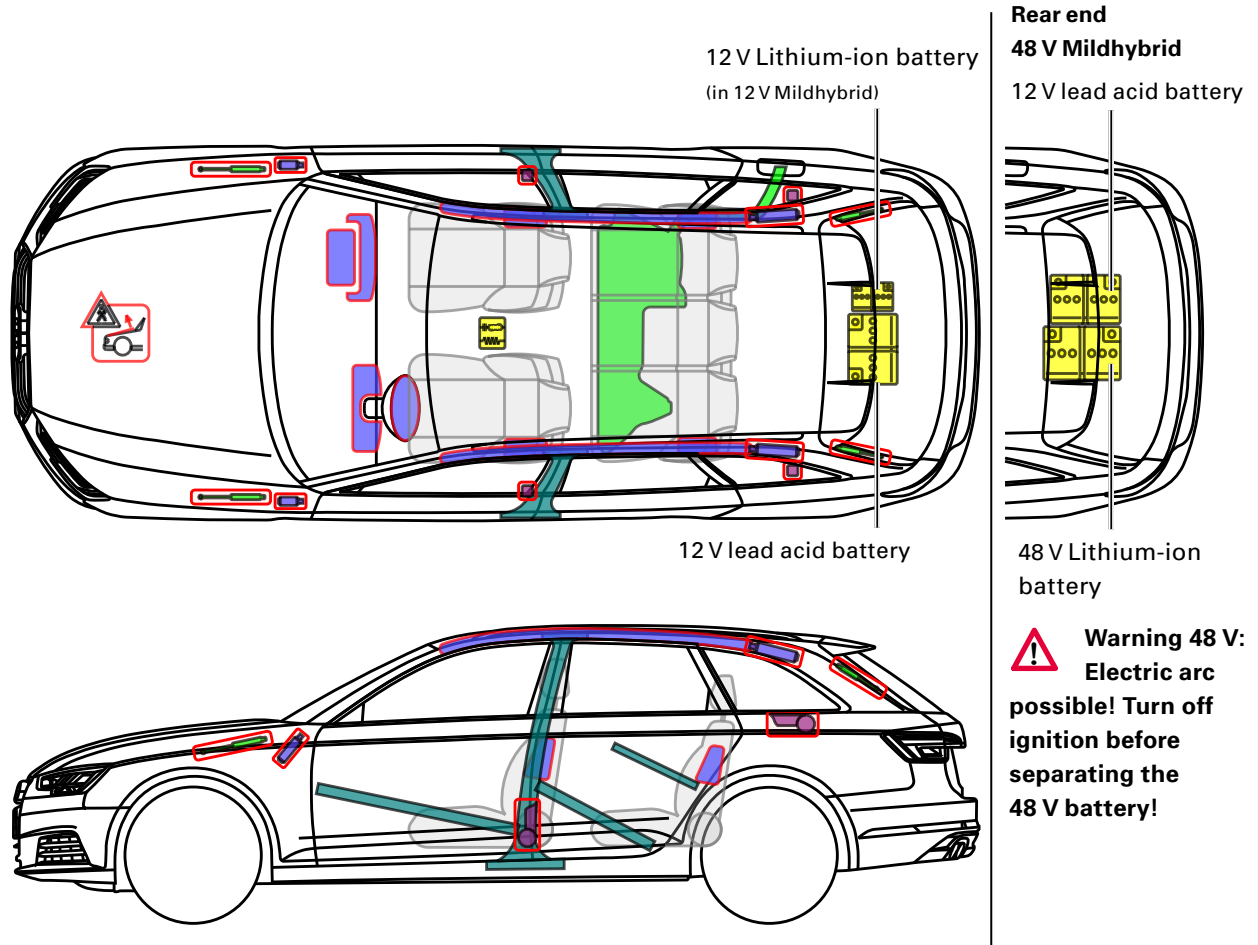 12 V Lithium-ion battery
(in 12 V Mildhybrid)
12 V lead acid battery
Rear end
48 V Mildhybrid
12 V lead acid battery
48 V Lithium-ion
battery
Warning 48 V:
Electric arc
possible! Turn off
ignition before
separating the
48 V battery!